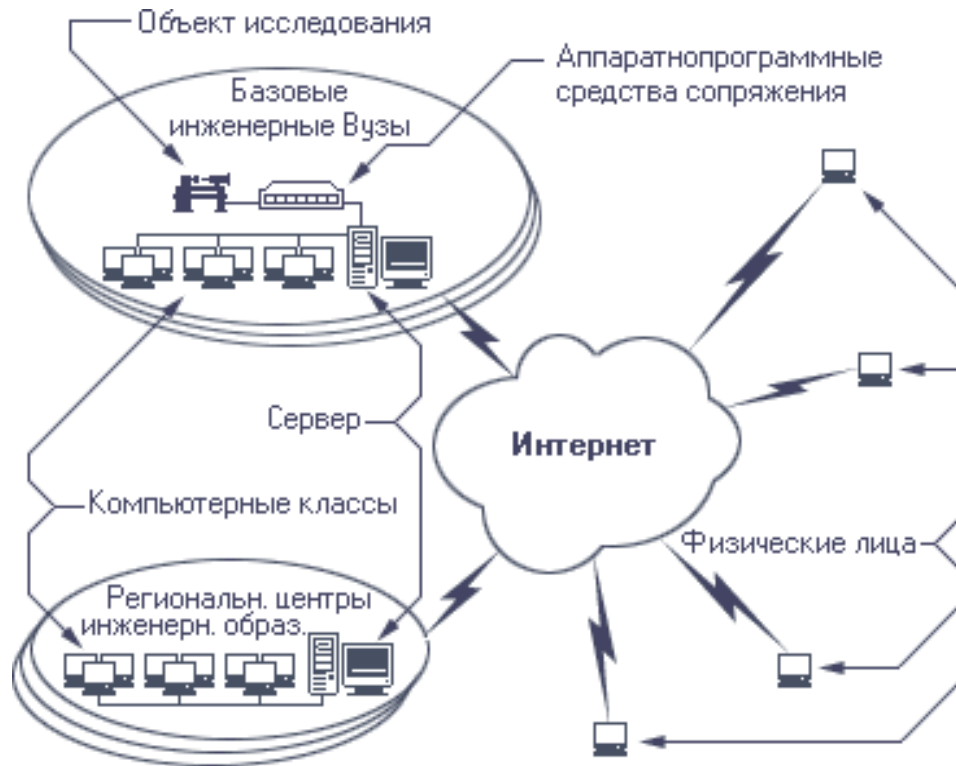 Объект исследования
Аппаратнопрограммные
средства сопряжения
Базовые
инженерные Вузы
Сервер
Интернет
Компьютерные классы
Физические лица
Региональн. центры
инженерн. образ.